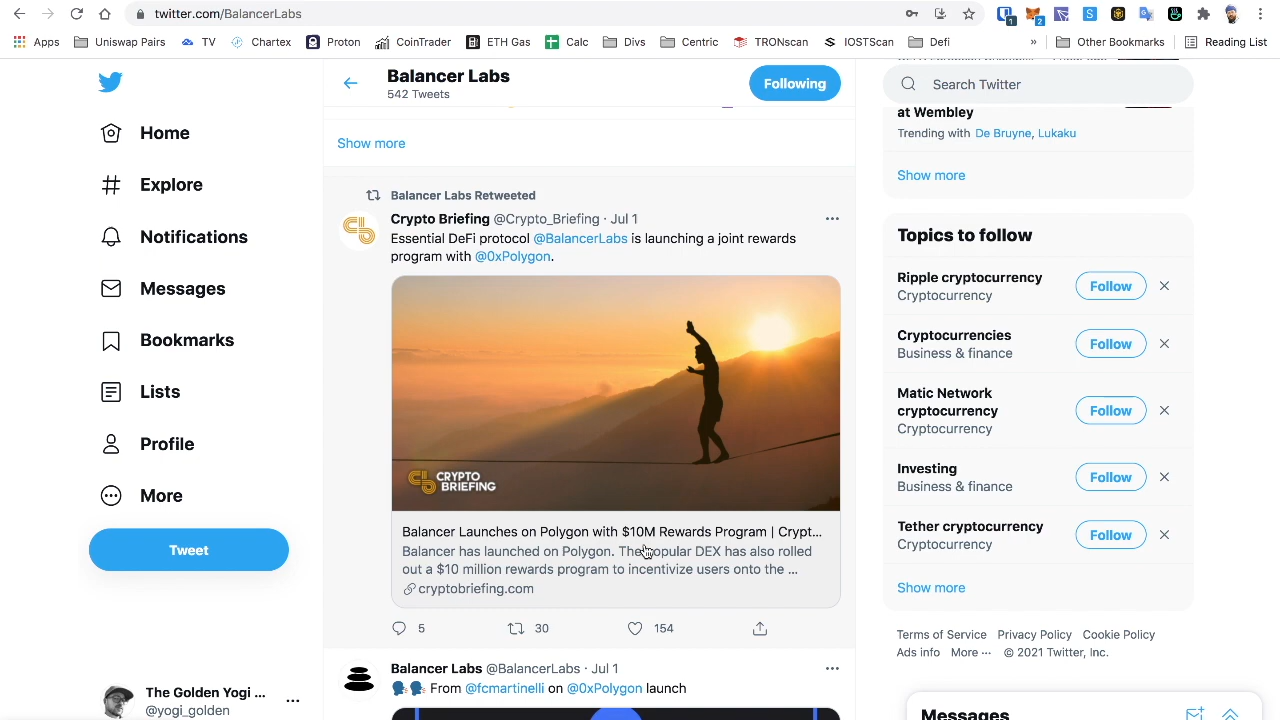 twitter.com/BalancerLabs
1
2
Apps
Uniswap Pairs
TV
Chartex
Proton
CoinTrader
ETH Gas
Calc
Divs
Centric
TRONscan
IOSTScan
Defi
»
Other Bookmarks
Reading List
Home
Explore
Notifications
Messages
Bookmarks
Lists
Profile
More
Tweet
The Golden Yogi ...
@yogi_golden
Balancer Labs
542 Tweets
Following
Show more
Balancer Labs Retweeted
Crypto Briefing @Crypto_Briefing · Jul 1
Essential DeFi protocol @BalancerLabs is launching a joint rewards
program with @0xPolygon.
CRYPTO
BRIEFING
Balancer Launches on Polygon with $10M Rewards Program | Crypt...
Balancer has launched on Polygon. The popular DEX has also rolled
out a $10 million rewards program to incentivize users onto the ...
cryptobriefing.com
5
30
154
Balancer Labs @BalancerLabs · Jul 1
From @fcmartinelli on @0xPolygon launch
Search Twitter
at Wembley
Trending with De Bruyne, Lukaku
Show more
Topics to follow
Ripple cryptocurrency
Cryptocurrency
Follow
Cryptocurrencies
Business & finance
Follow
Matic Network
cryptocurrency
Cryptocurrency
Follow
Investing
Business & finance
Follow
Tether cryptocurrency
Cryptocurrency
Follow
Show more
Terms of Service Privacy Policy Cookie Policy
Ads info More ··· © 2021 Twitter, Inc.
Messages